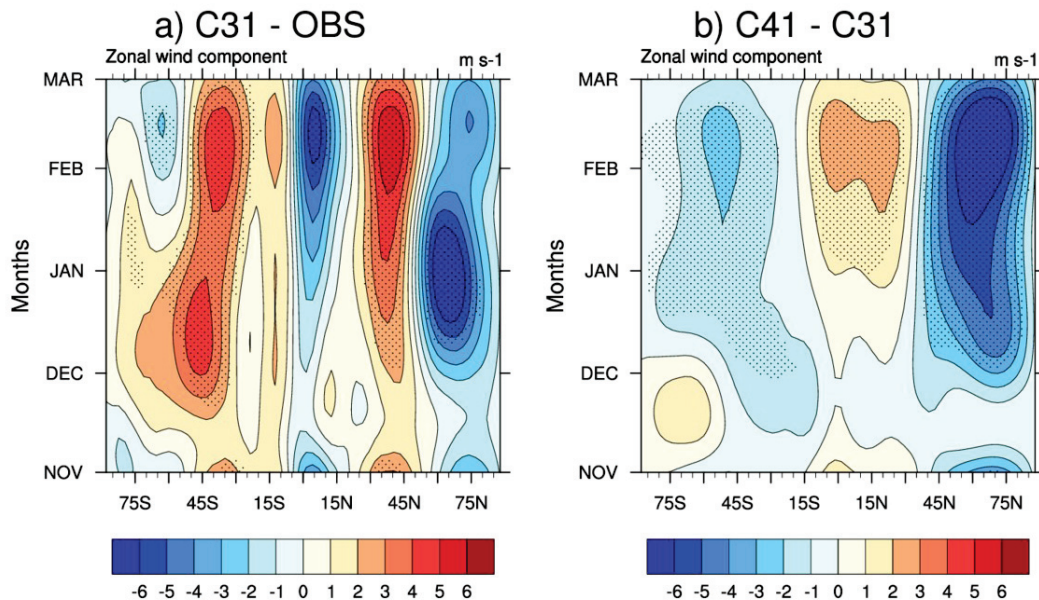 a) C31 - OBS
Zonal wind component m s-1
MAR
FEB
JAN
DEC
NOV
Months
75S 45S 15S 15N 45N 75N
-6 -5 -4 -3 -2 -1 0 1 2 3 4 5 6
b) C41 - C31
Zonal wind component m s-1
MAR
FEB
JAN
DEC
NOV
Months
75S 45S 15S 15N 45N 75N
-6 -5 -4 -3 -2 -1 0 1 2 3 4 5 6